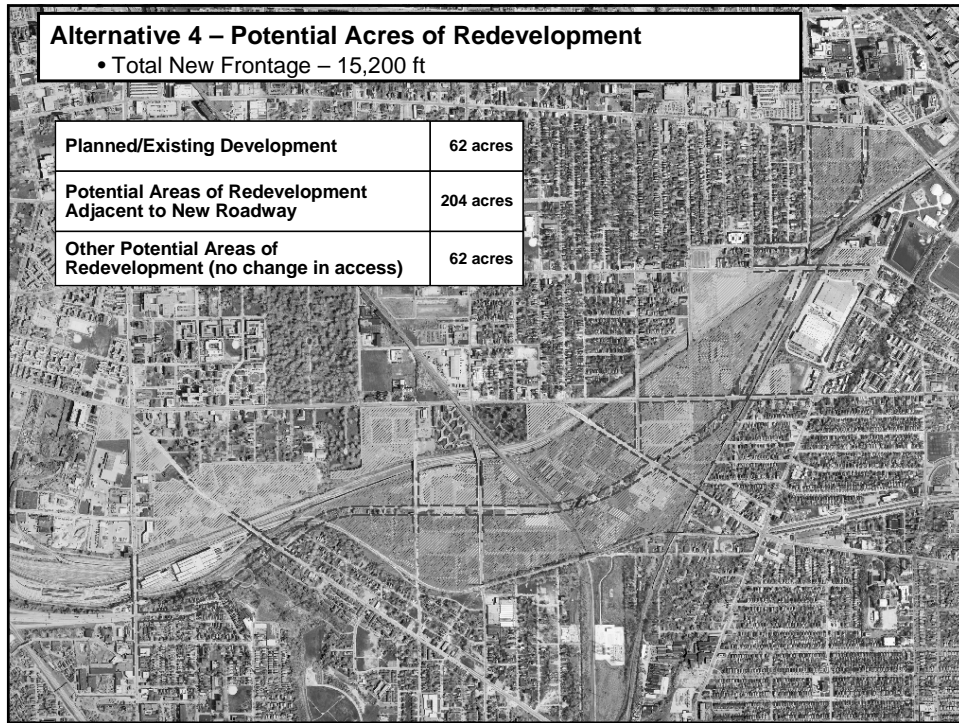 Alternative 4 – Potential Acres of Redevelopment
• Total New Frontage – 15,200 ft
Planned/Existing Development 62 acres
Potential Areas of Redevelopment
Adjacent to New Roadway 204 acres
Other Potential Areas of
Redevelopment (no change in access) 62 acres